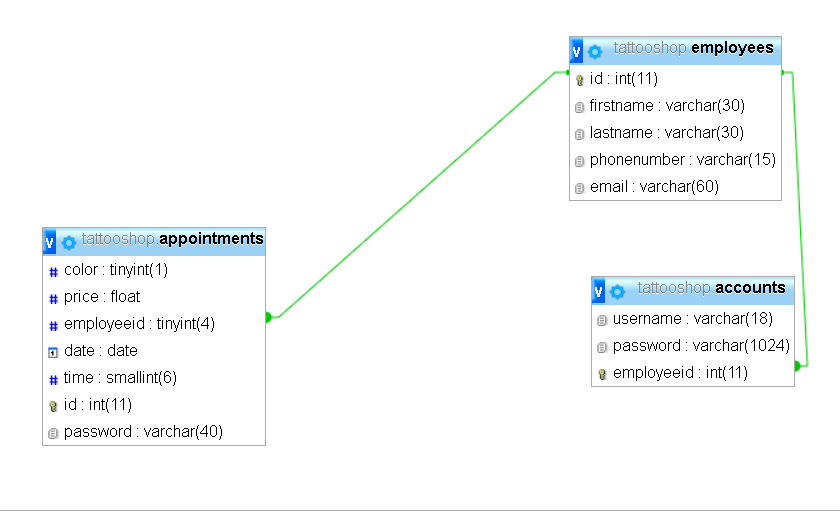 v tattooshop employees
id : int(11)
firstname : varchar(30)
lastname : varchar(30)
phonenumber : varchar(15)
email : varchar(60)
v tattooshop appointments
color : tinyint(1)
price : float
employeeid : tinyint(4)
date : date
time : smallint(6)
id : int(11)
password : varchar(40)
v tattooshop accounts
username : varchar(18)
password : varchar(1024)
employeeid : int(11)